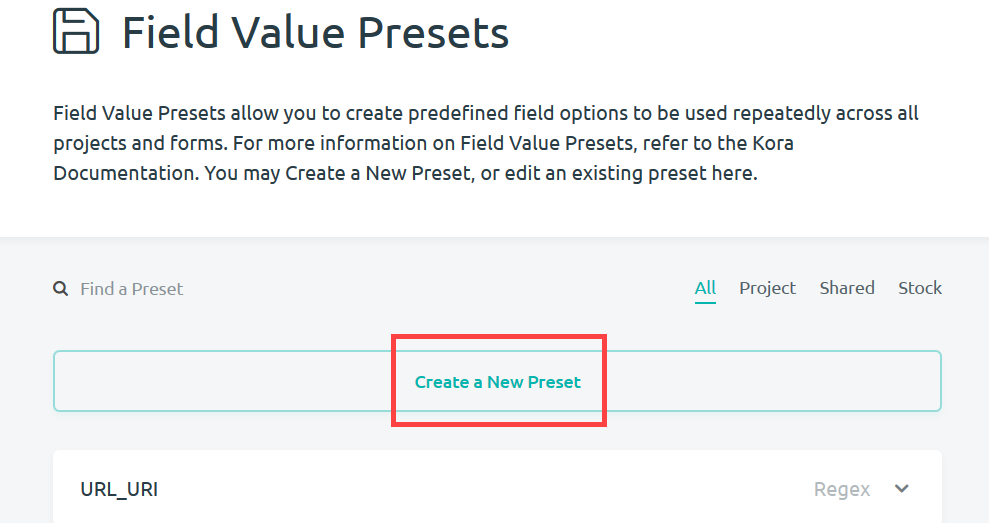 Field Value Presets
Field Value Presets allow you to create predefined field options to be used repeatedly across all
projects and forms. For more information on Field Value Presets, refer to the Kora
Documentation. You may Create a New Preset, or edit an existing preset here.
Find a Preset
All Project Shared Stock
Create a New Preset
URL_URI Regex